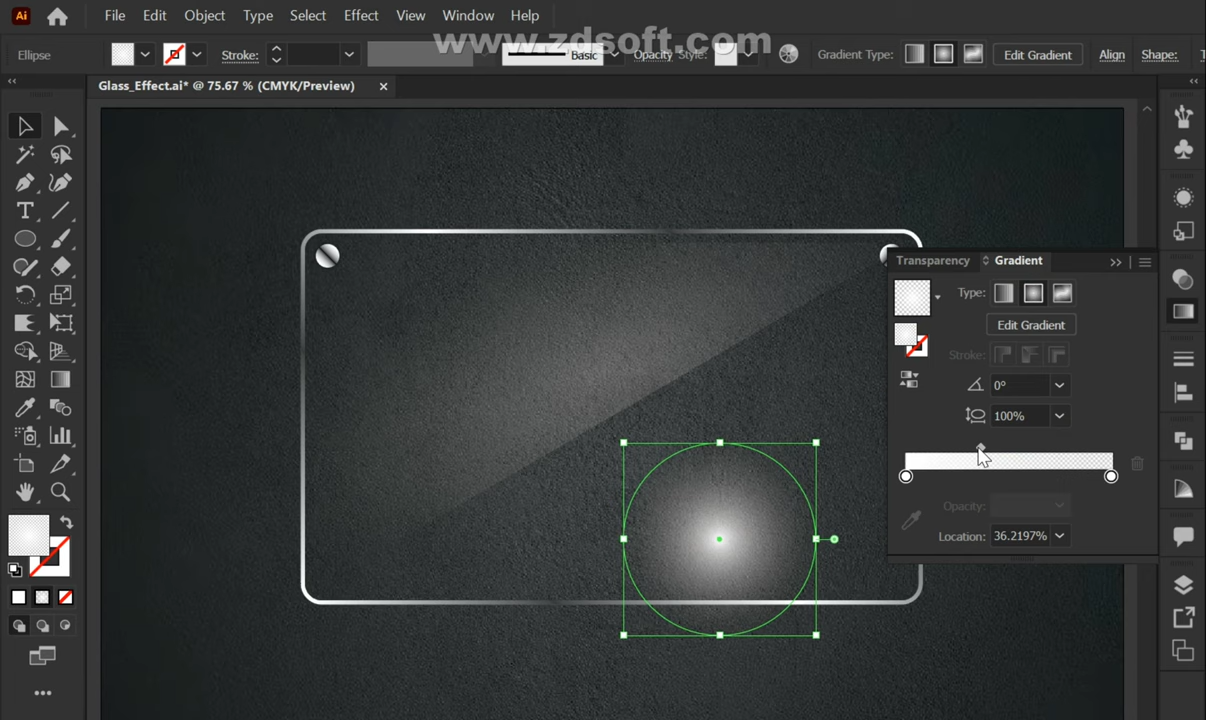 Ai File Edit Object Type Select Effect View Window Help
www.zdsoft.com
Ellipse Stroke: Basic Opacity Style: Gradient Type: Edit Gradient Align Shape:
Glass_Effect.ai* @ 75.67 % (CMYK/Preview) ×
Transparency Gradient
Type:
Edit Gradient
Stroke:
0°
100%
Opacity:
Location: 36.2197%